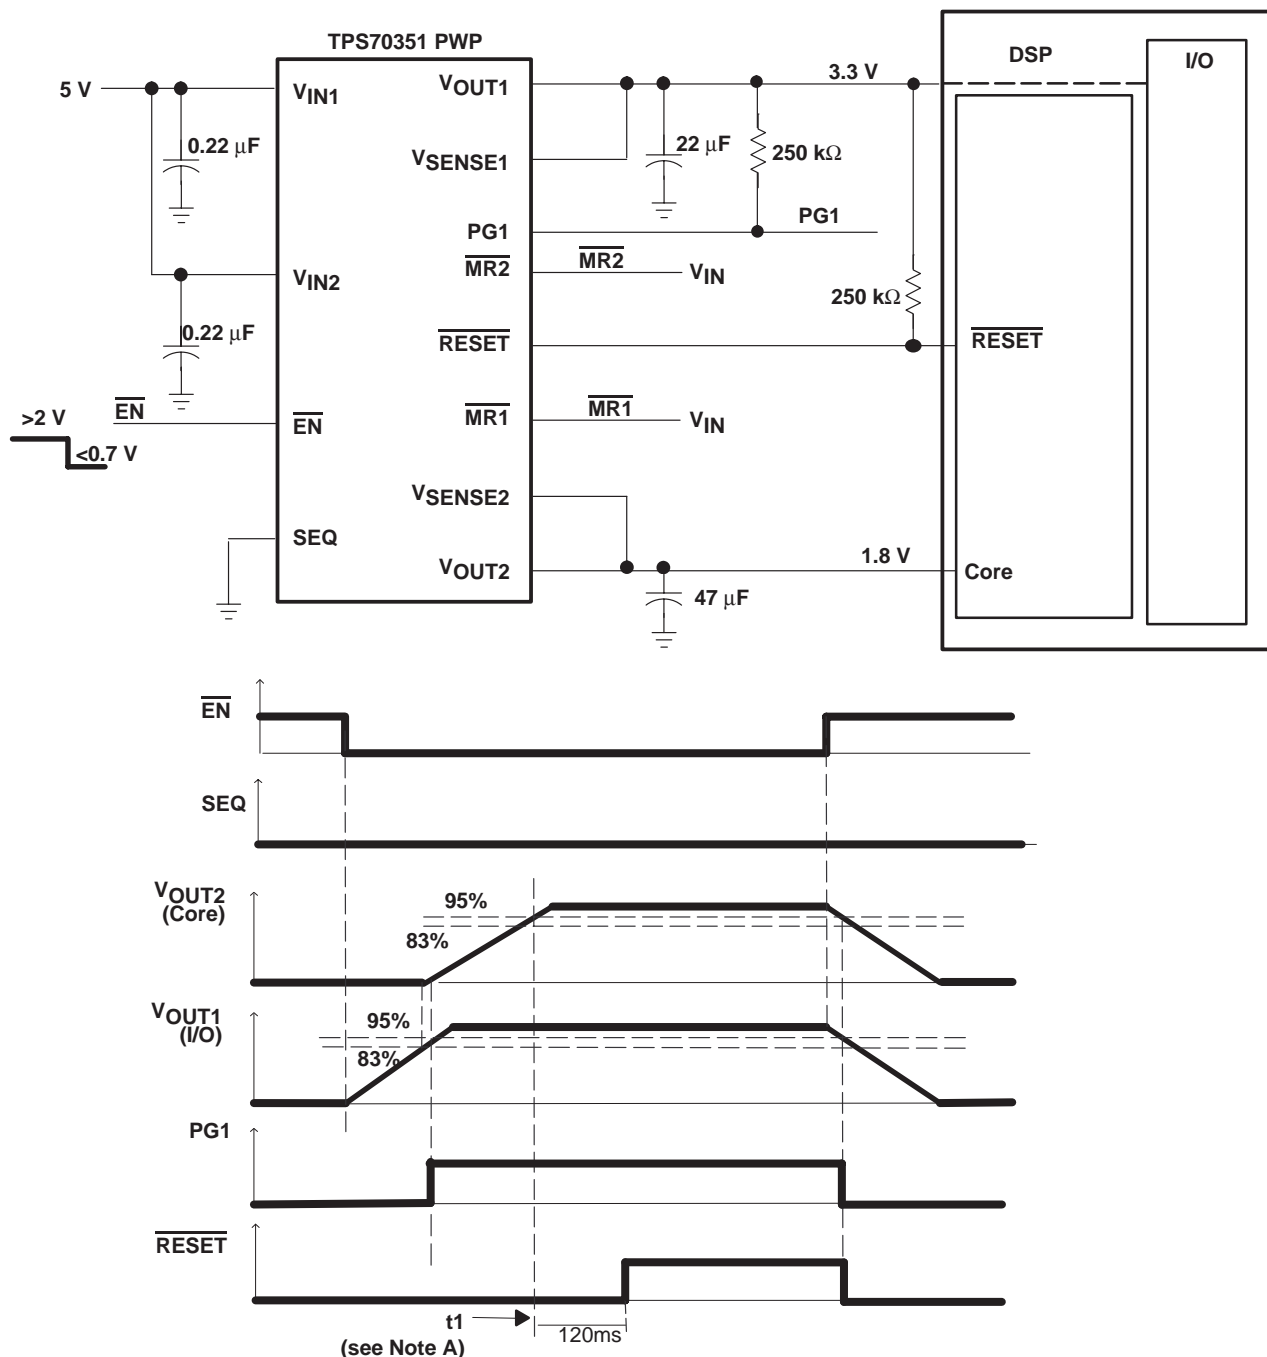 TPS70351 PWP
5 V
VIN1
VOUT1
3.3 V
DSP
I/O
0.22 μF
VSENSE1
22 μF
250 kΩ
PG1
PG1
MR2
MR2
VIN
VIN2
250 kΩ
0.22 μF
RESET
RESET
EN
EN
>2 V
<0.7 V
MR1
MR1
VIN
VSENSE2
SEQ
VOUT2
1.8 V
Core
47 μF
EN
SEQ
VOUT2
(Core)
95%
83%
VOUT1
(I/O)
95%
83%
PG1
RESET
t1
(see Note A)
120ms